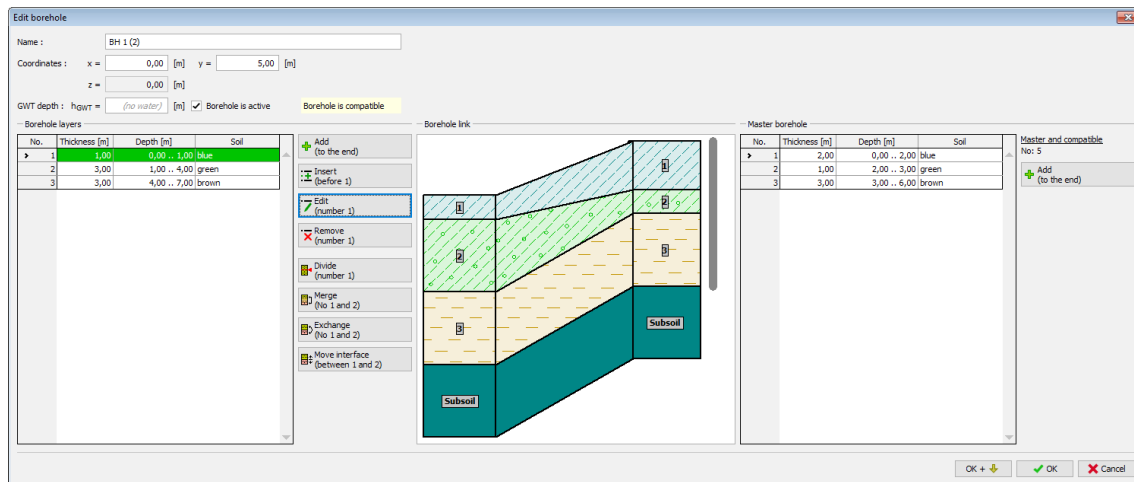 Edit borehole
Name : BH 1 (2)
Coordinates : x = 0,00 [m] y = 5,00 [m]
z = 0,00 [m]
GWT depth : hGWT = (no water) [m] Borehole is active Borehole is compatible
Borehole layers
No. Thickness [m] Depth [m] Soil
1 1,00 0,00 .. 1,00 blue
2 3,00 1,00 .. 4,00 green
3 3,00 4,00 .. 7,00 brown
Add
(to the end)
Insert
(before 1)
Edit
(number 1)
Remove
(number 1)
Divide
(number 1)
Merge
(No 1 and 2)
Exchange
(No 1 and 2)
Move interface
(between 1 and 2)
Borehole link
1
2
3
Subsoil
1
2
3
Subsoil
Master borehole
No. Thickness [m] Depth [m] Soil
1 2,00 0,00 .. 2,00 blue
2 1,00 2,00 .. 3,00 green
3 3,00 3,00 .. 6,00 brown
Master and compatible
No: 5
Add
(to the end)
OK + OK Cancel